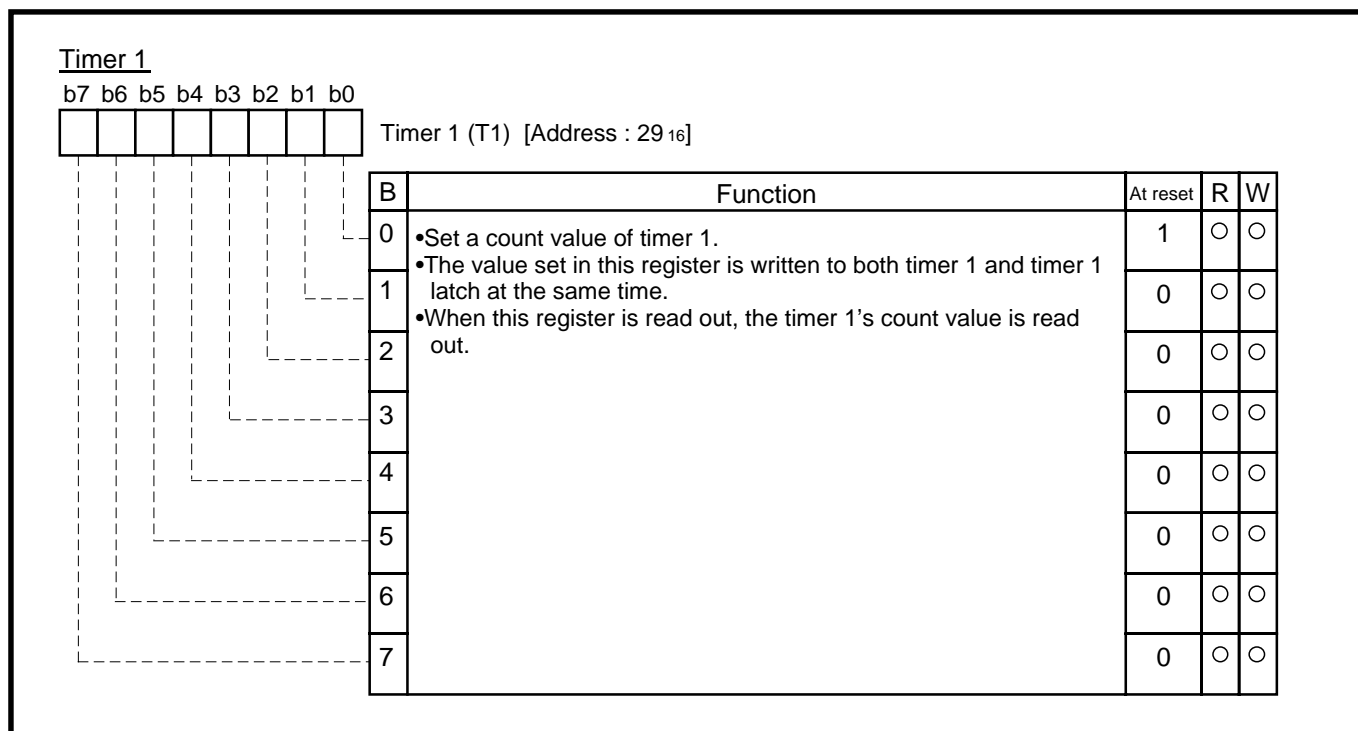 Timer 1
b7 b6 b5 b4 b3 b2 b1 b0
Timer 1 (T1) [Address : 29 16]
B Function At reset R W
0 •Set a count value of timer 1. 1 ○ ○
•The value set in this register is written to both timer 1 and timer 1
1 latch at the same time. 0 ○ ○
•When this register is read out, the timer 1's count value is read
2 out. 0 ○ ○
3 0 ○ ○
4 0 ○ ○
5 0 ○ ○
6 0 ○ ○
7 0 ○ ○